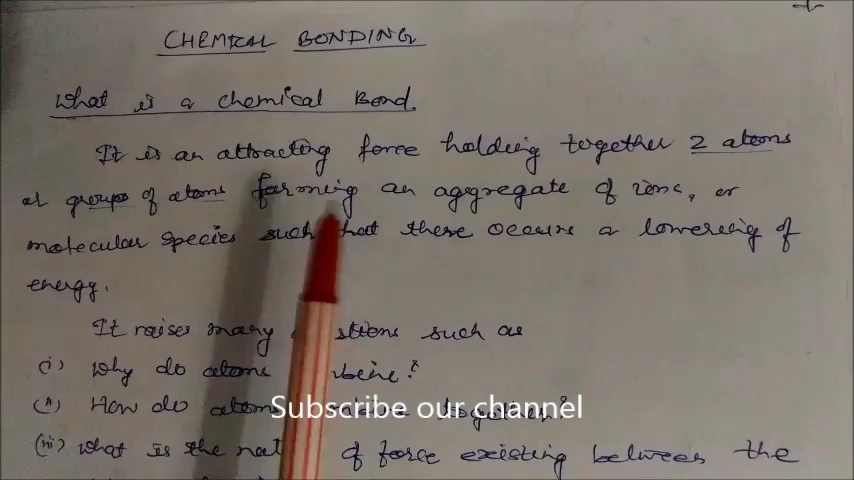 CHEMICAL BONDING
What is a chemical Bond.
It is an attracting force holding together 2 atoms
or groups of atoms forming an aggregate of ions, or
molecular species such that there occurs a lowering of
energy.
It raises many stions such as
(i) Why do atoms bine?
(ii) How do atoms together?
Subscribe our channel
(iii) What is the nat of force existing between the